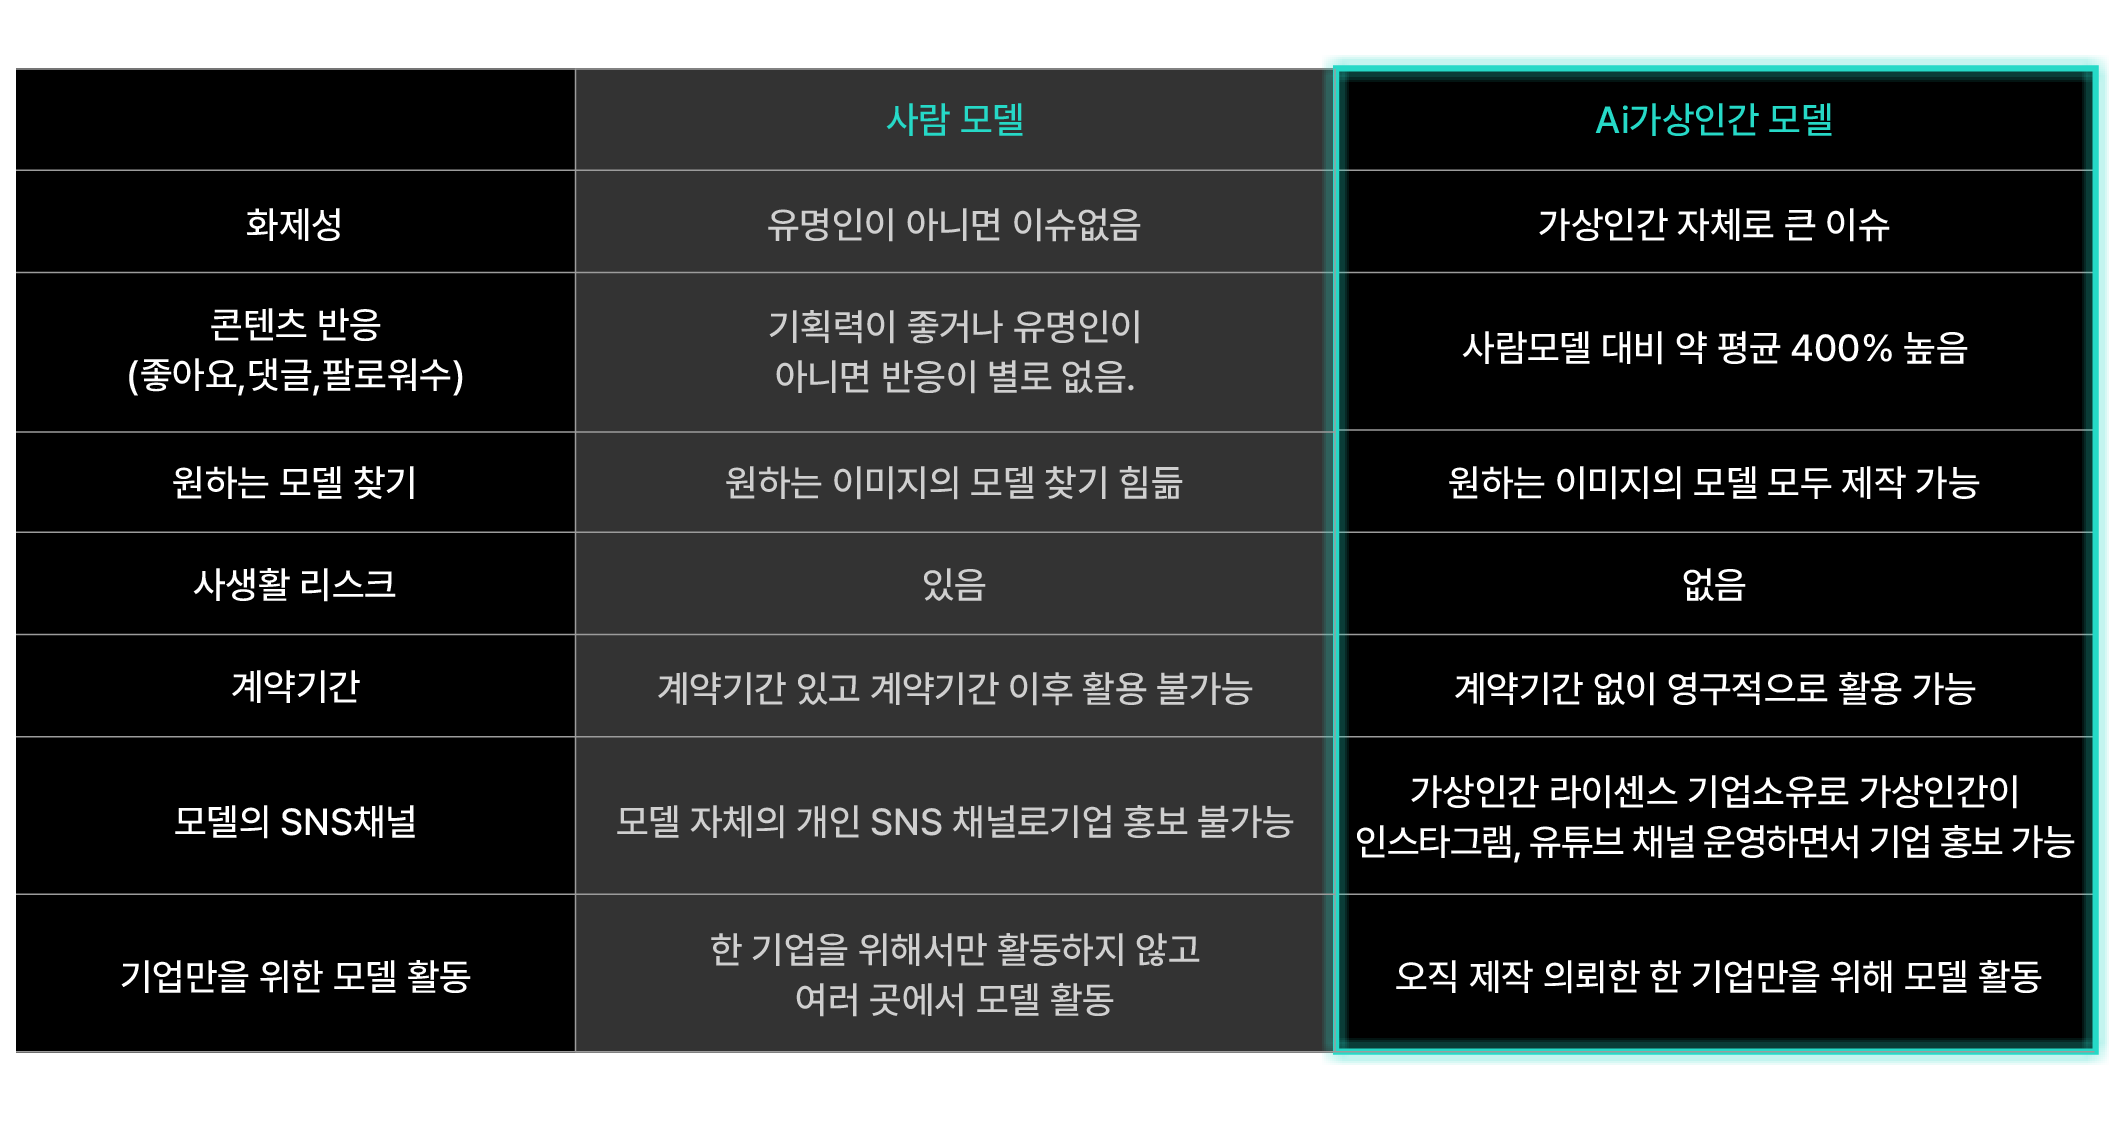 사람 모델
Ai가상인간 모델
화제성
유명인이 아니면 이슈없음
가상인간 자체로 큰 이슈
콘텐츠 반응
(좋아요,댓글,팔로워수)
기획력이 좋거나 유명인이
아니면 반응이 별로 없음.
사람모델 대비 약 평균 400% 높음
원하는 모델 찾기
원하는 이미지의 모델 찾기 힘듦
원하는 이미지의 모델 모두 제작 가능
사생활 리스크
있음
없음
계약기간
계약기간 있고 계약기간 이후 활용 불가능
계약기간 없이 영구적으로 활용 가능
모델의 SNS채널
모델 자체의 개인 SNS 채널로기업 홍보 불가능
가상인간 라이센스 기업소유로 가상인간이
인스타그램, 유튜브 채널 운영하면서 기업 홍보 가능
기업만을 위한 모델 활동
한 기업을 위해서만 활동하지 않고
여러 곳에서 모델 활동
오직 제작 의뢰한 한 기업만을 위해 모델 활동